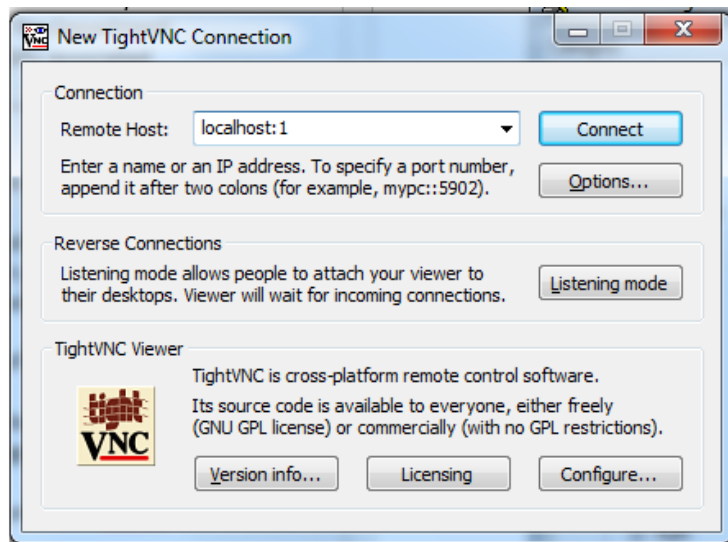 New TightVNC Connection
Connection
Remote Host:
localhost:1
Connect
Enter a name or an IP address. To specify a port number,
append it after two colons (for example, mypc::5902).
Options...
Reverse Connections
Listening mode allows people to attach your viewer to
their desktops. Viewer will wait for incoming connections.
Listening mode
TightVNC Viewer
TightVNC is cross-platform remote control software.
Its source code is available to everyone, either freely
(GNU GPL license) or commercially (with no GPL restrictions).
tight
VNC
Version info...
Licensing
Configure...